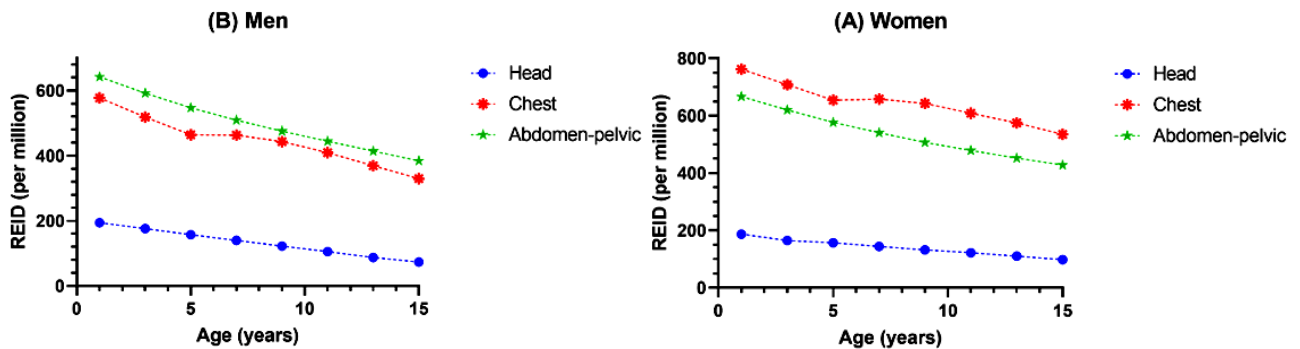 (B) Men
REID (per million)
600
400
200
0
0 5 10 15
Age (years)
Head
Chest
Abdomen-pelvic
(A) Women
REID (per million)
800
600
400
200
0
0 5 10 15
Age (years)
Head
Chest
Abdomen-pelvic